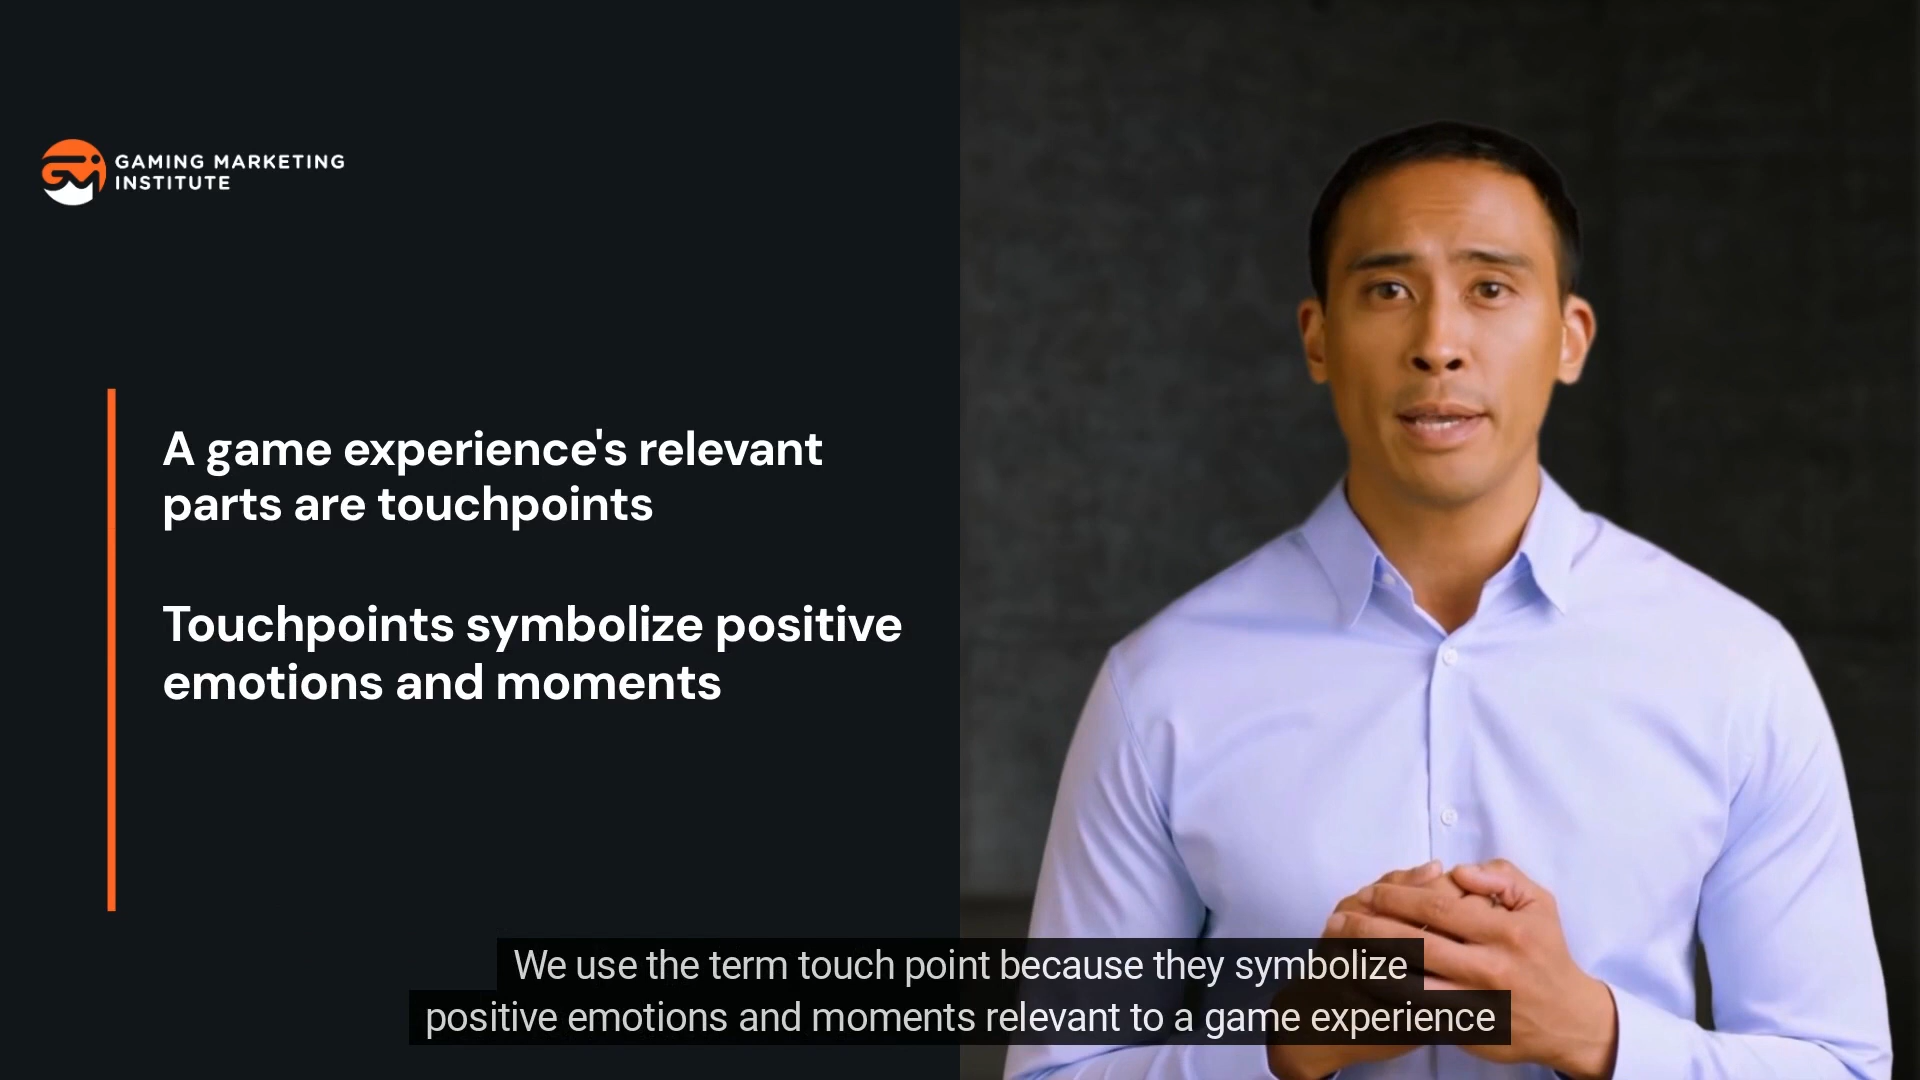 GAMING MARKETING
INSTITUTE
A game experience's relevant
parts are touchpoints
Touchpoints symbolize positive
emotions and moments
We use the term touch point because they symbolize
positive emotions and moments relevant to a game experience